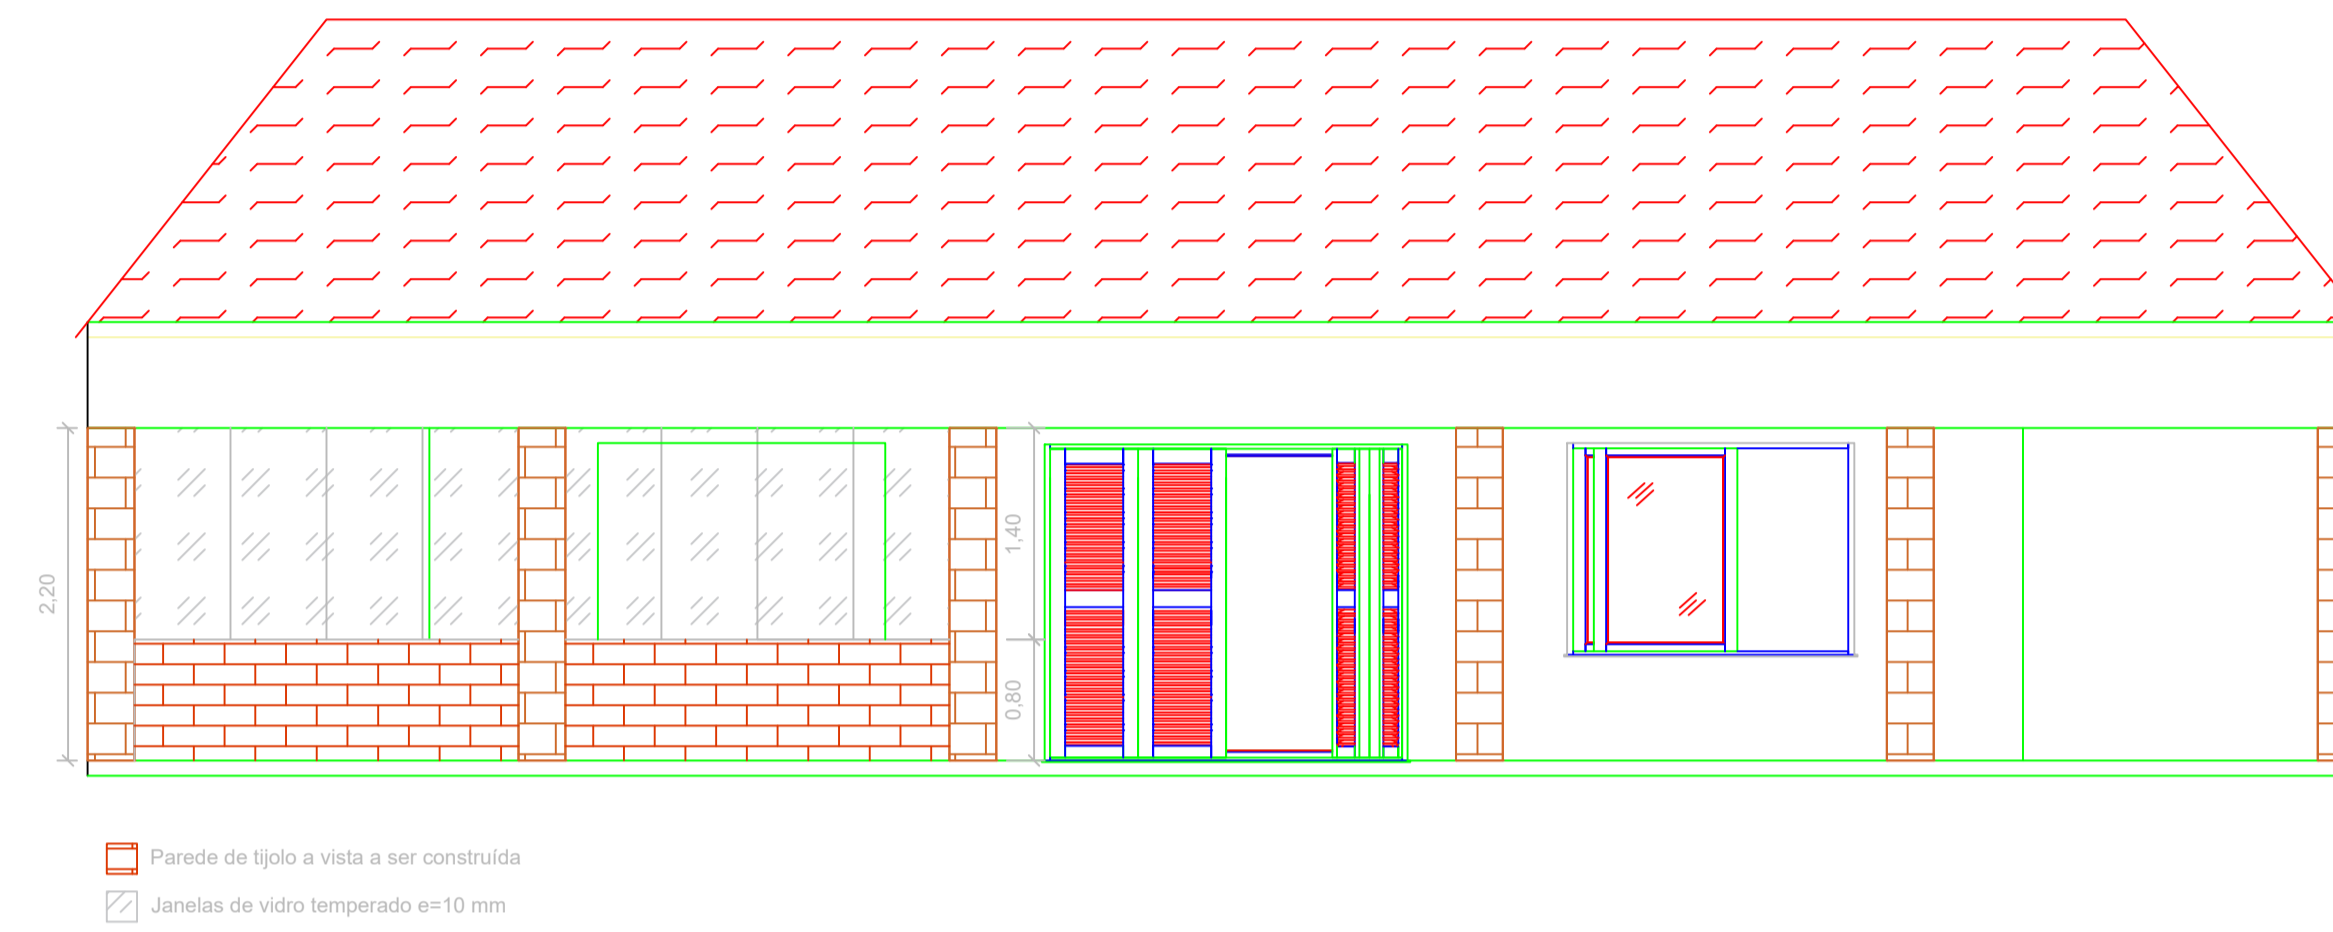 2,20
1,40
0,80
Parede de tijolo a vista a ser construída
Janelas de vidro temperado e=10 mm